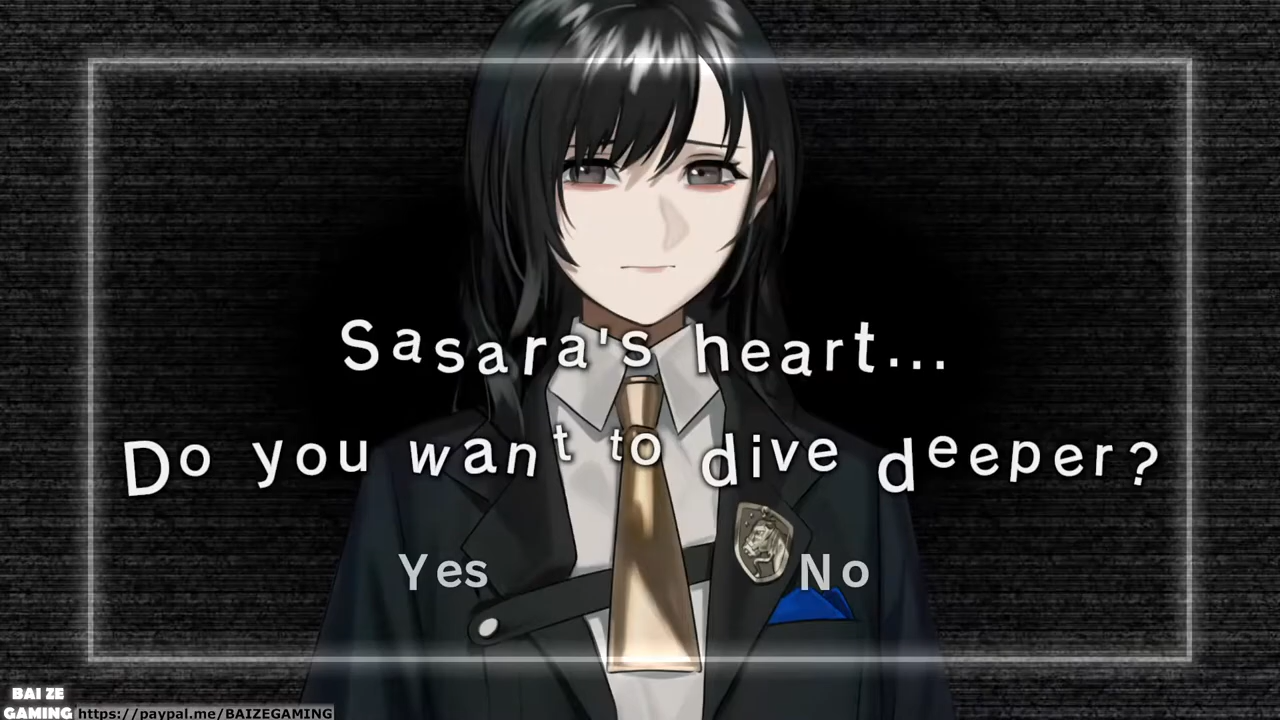 Sasara's heart...
Do you want to dive deeper?
Yes No
BAI ZE
GAMING https://paypal.me/BAIZEGAMING